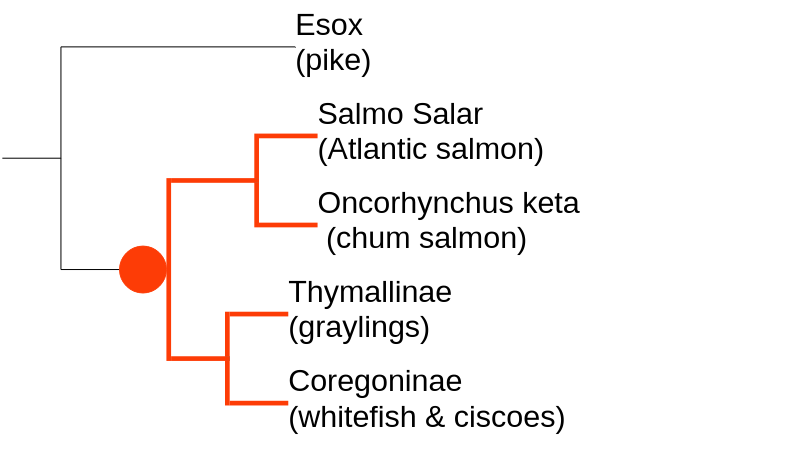 Esox
(pike)
Salmo Salar
(Atlantic salmon)
Oncorhynchus keta
(chum salmon)
Thymallinae
(graylings)
Coregoninae
(whitefish & ciscoes)